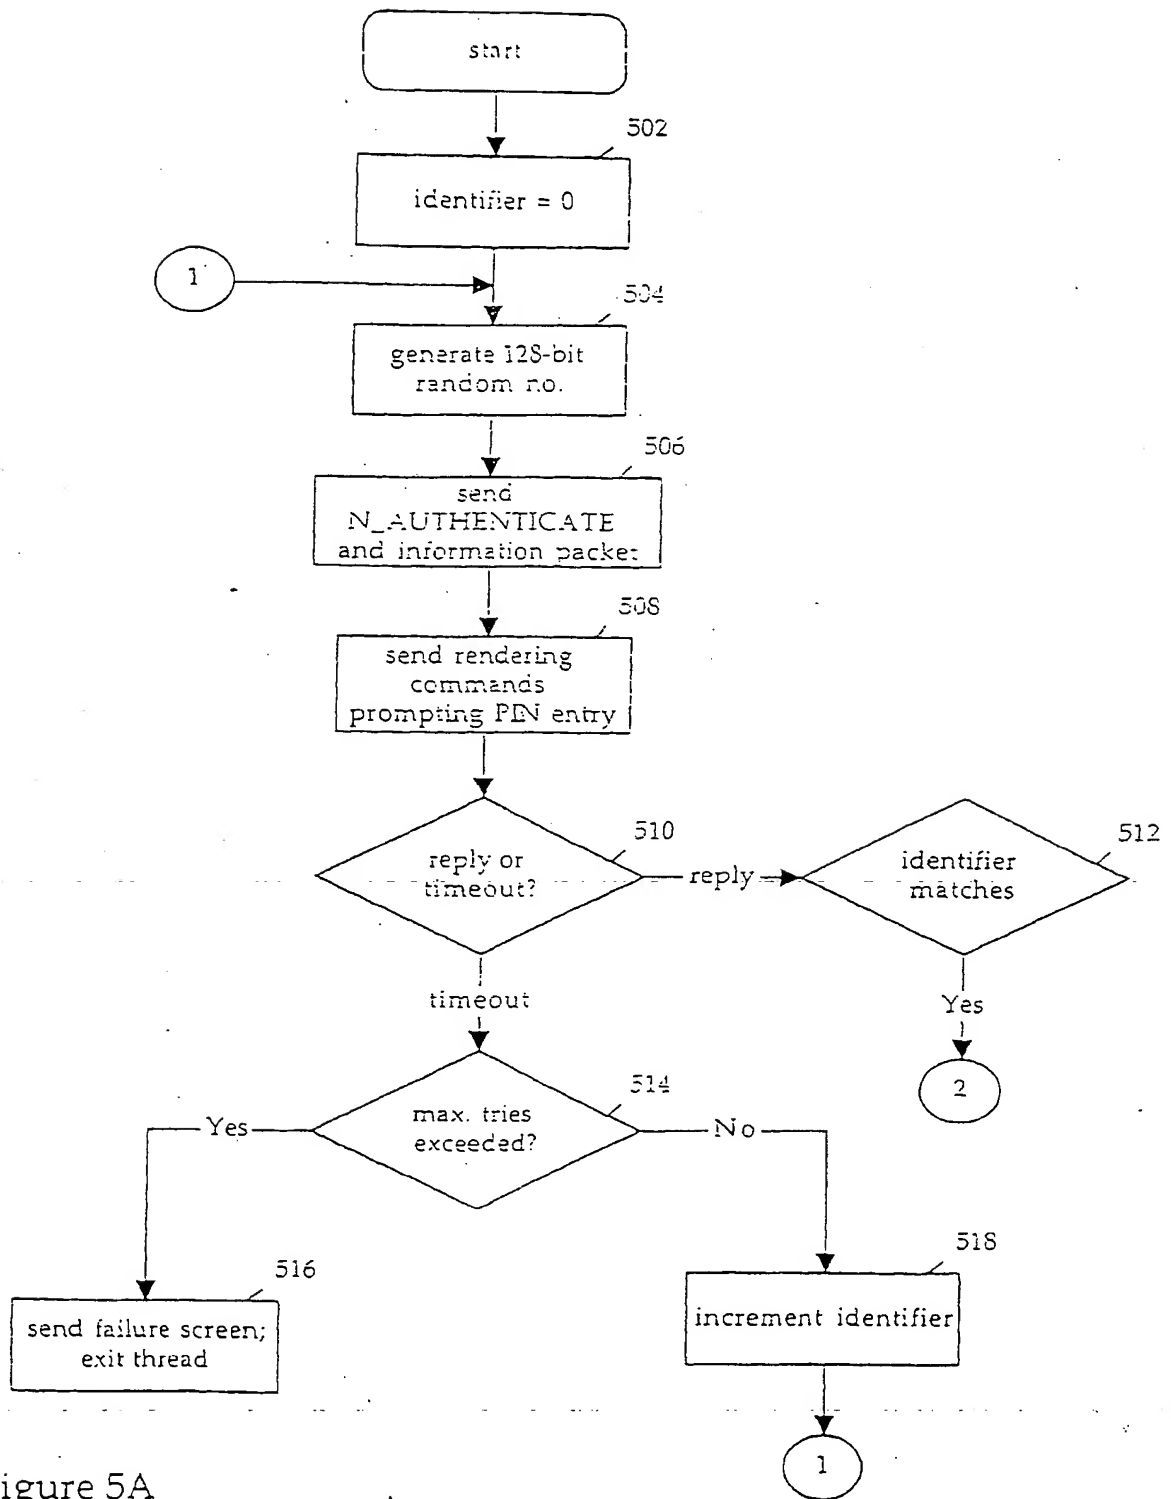 start
502
identifier = 0
1
504
generate 128-bit
random no.
506
send
N_AUTHENTICATE
and information packet
508
send rendering
commands
prompting PIN entry
510
reply or
timeout?
reply
512
identifier
matches
timeout
Yes
2
514
max. tries
exceeded?
Yes
No
516
send failure screen;
exit thread
518
increment identifier
1
igure 5A